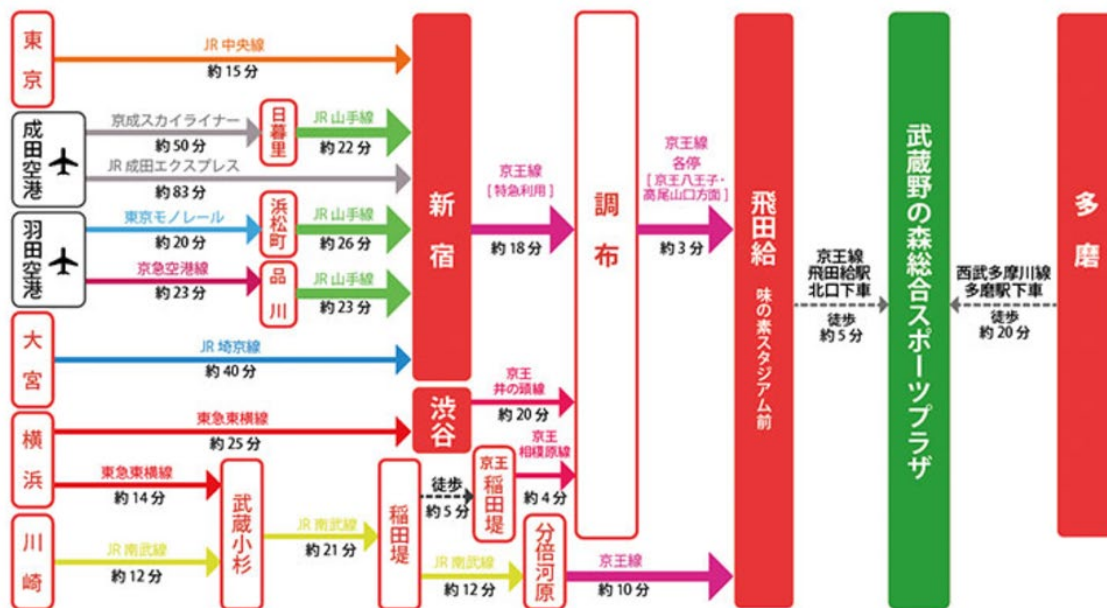 東京
JR 中央線
約 15 分
成田空港
京成スカイライナー
約 50 分
日暮里
JR 山手線
約 22 分
JR 成田エクスプレス
約 83 分
羽田空港
東京モノレール
約 20 分
浜松町
JR 山手線
約 26 分
京急空港線
約 23 分
品川
JR 山手線
約 23 分
大宮
JR 埼京線
約 40 分
新宿
京王線
[ 特急利用 ]
約 18 分
横浜
東急東横線
約 25 分
渋谷
京王
井の頭線
約 20 分
東急東横線
約 14 分
川崎
JR 南武線
約 12 分
武蔵小杉
JR 南武線
約 21 分
稲田堤
徒歩
約 5 分
京王
稲田堤
京王
相模原線
約 4 分
JR 南武線
約 12 分
分倍河原
京王線
約 10 分
調布
京王線
各停
[ 京王八王子・
高尾山口方面 ]
約 3 分
飛田給
味の素スタジアム前
京王線
飛田給駅
北口下車
徒歩
約 5 分
武蔵野の森総合スポーツプラザ
西武多摩川線
多磨駅下車
徒歩
約 20 分
多磨